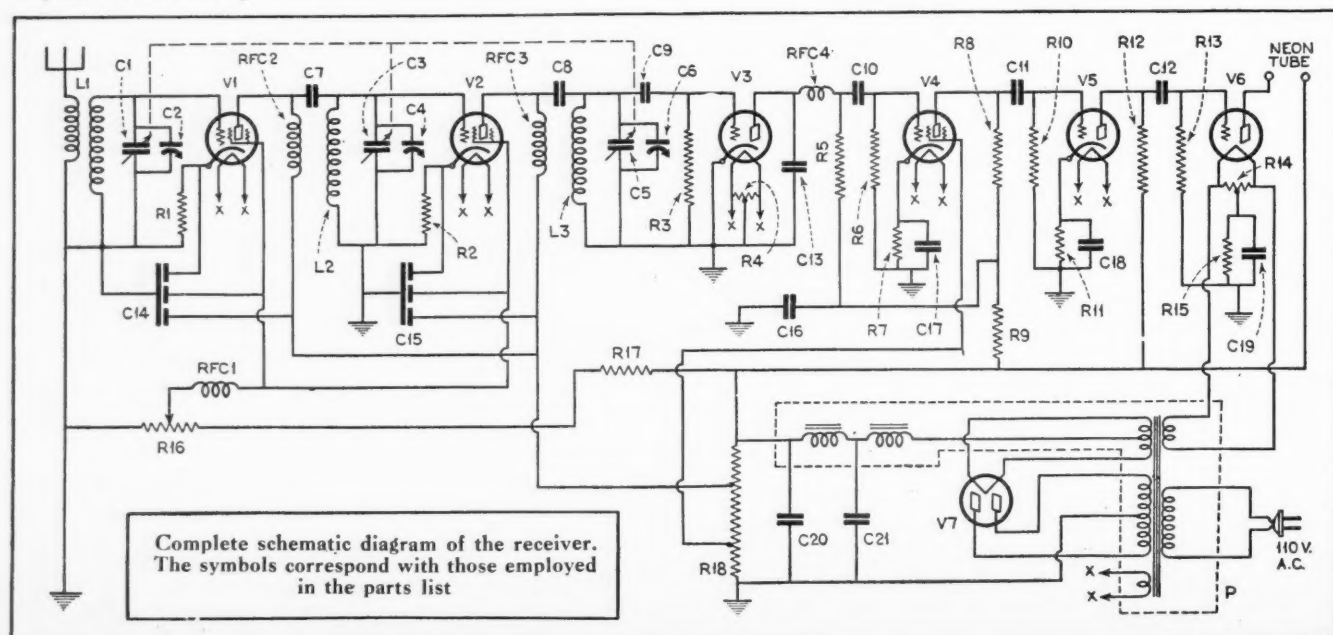 L1
C1
C2
V1
RFC2
C7
C3
C4
V2
RFC3
C8
C9
C6
V3
RFC4
C10
V4
R8
C11
R10
V5
R12
C12
R13
V6
NEON
TUBE
R1
X X
L2
R2
X X
L3
C5
R3
X X
R4
C13
R5
R6
X X
R7
C17
X X
R11
C18
R14
R15
C19
C14
C15
C16
R9
RFC1
R17
R16
R18
C20
C21
V7
X
X
110 V.
A.C.
P
Complete schematic diagram of the receiver.
The symbols correspond with those employed
in the parts list